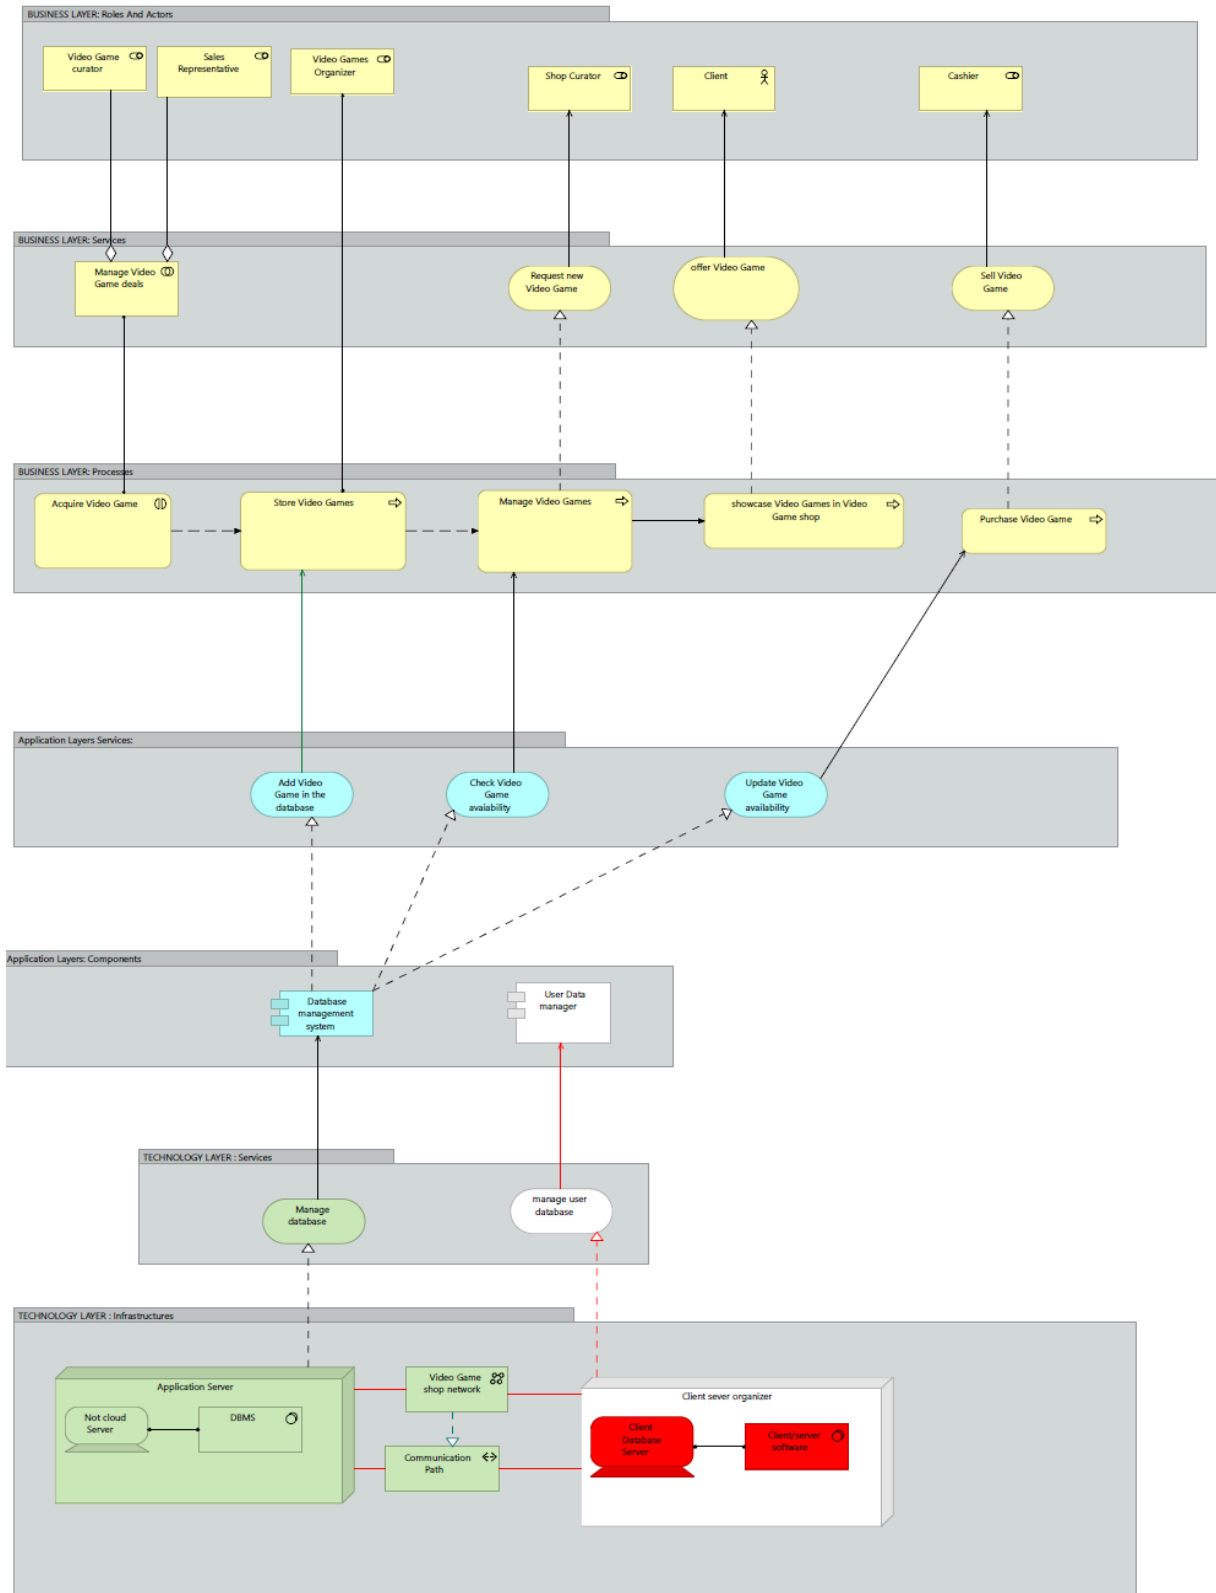 BUSINESS LAYER: Roles And Actors
Video Game
curator
Sales
Representative
Video Games
Organizer
Shop Curator
Client
Cashier
BUSINESS LAYER: Services
Manage Video
Game deals
Request new
Video Game
offer Video Game
Sell Video
Game
BUSINESS LAYER: Processes
Acquire Video Game
Store Video Games
Manage Video Games
showcase Video Games in Video
Game shop
Purchase Video Game
Application Layers Services:
Add Video
Game in the
database
Check Video
Game
avaiability
Update Video
Game
availability
Application Layers: Components
Database
management
system
User Data
manager
TECHNOLOGY LAYER : Services
Manage
database
manage user
database
TECHNOLOGY LAYER : Infrastructures
Application Server
Not cloud
Server
DBMS
Video Game
shop network
Communication
Path
Client sever organizer
Client
Database
Server
Client/server
software